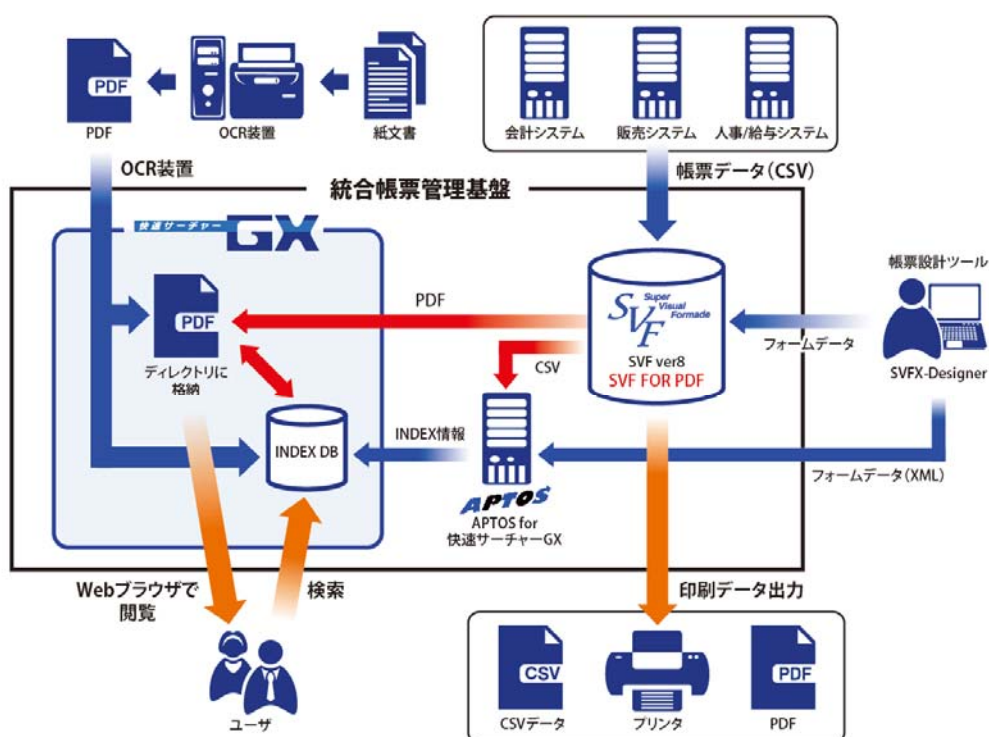 PDF
PDF
OCR装置
紙文書
会計システム
販売システム
人事/給与システム
OCR装置
帳票データ(CSV)
統合帳票管理基盤
快速サーチャー
GX
PDF
ディレクトリに
格納
PDF
SVF
Super
Visual
Formade
SVF ver8
SVF FOR PDF
帳票設計ツール
フォームデータ
SVFX-Designer
CSV
INDEX DB
INDEX情報
APTOS
APTOS for
快速サーチャーGX
フォームデータ(XML)
Webブラウザで
閲覧
検索
印刷データ出力
ユーザ
CSV
CSVデータ
プリンタ
PDF
PDF